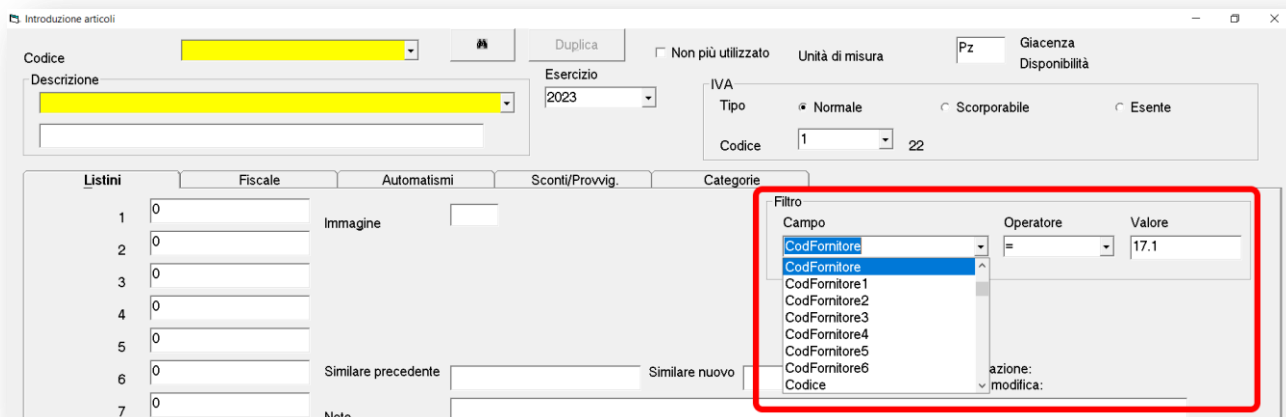 Introduzione articoli
Codice
Duplica
Non più utilizzato
Unità di misura
Pz
Giacenza
Disponibilità
Descrizione
Esercizio
2023
IVA
Tipo
Normale
Scorporabile
Esente
Codice
1
22
Listini
Fiscale
Automatismi
Sconti/Provvig.
Categorie
1 0
2 0
3 0
4 0
5 0
6 0
7 0
Immagine
Similare precedente
Similare nuovo
Note
Filtro
Campo Operatore Valore
CodFornitore = 17.1
CodFornitore
CodFornitore1
CodFornitore2
CodFornitore3
CodFornitore4
CodFornitore5
CodFornitore6
Codice
azione:
modifica: